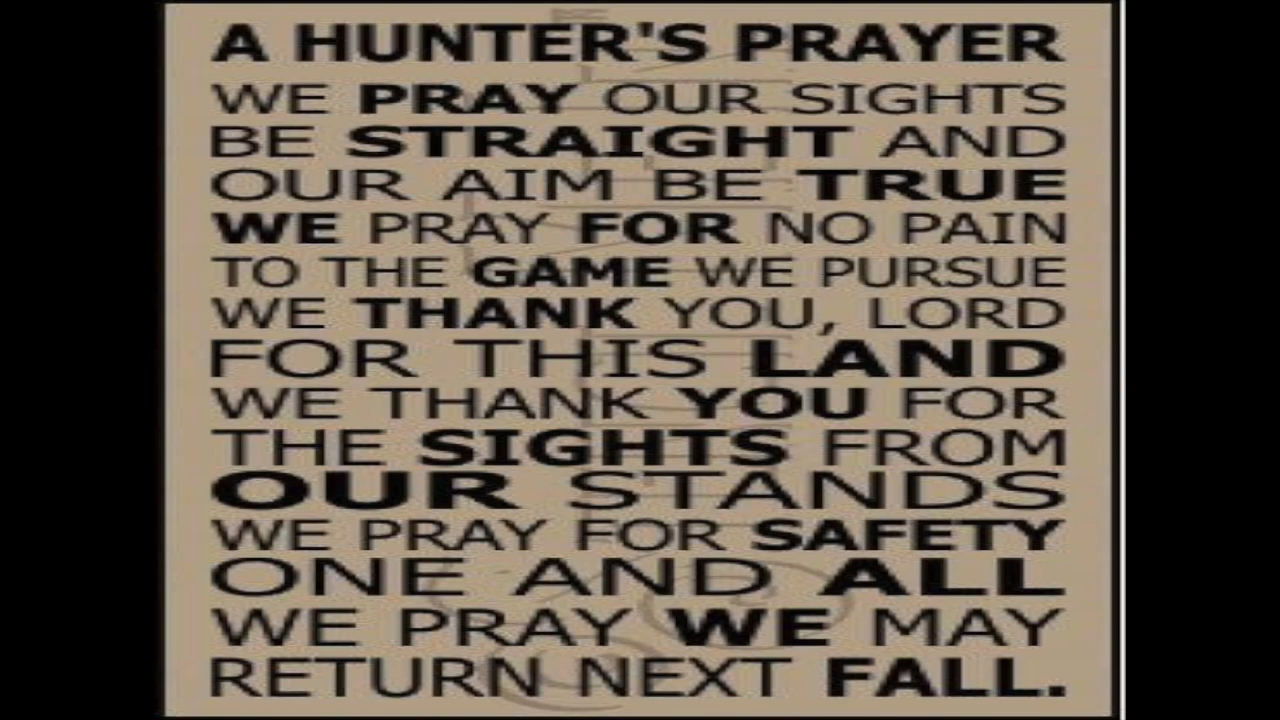 A HUNTER'S PRAYER
WE PRAY OUR SIGHTS
BE STRAIGHT AND
OUR AIM BE TRUE
WE PRAY FOR NO PAIN
TO THE GAME WE PURSUE
WE THANK YOU, LORD
FOR THIS LAND
WE THANK YOU FOR
THE SIGHTS FROM
OUR STANDS
WE PRAY FOR SAFETY
ONE AND ALL
WE PRAY WE MAY
RETURN NEXT FALL.